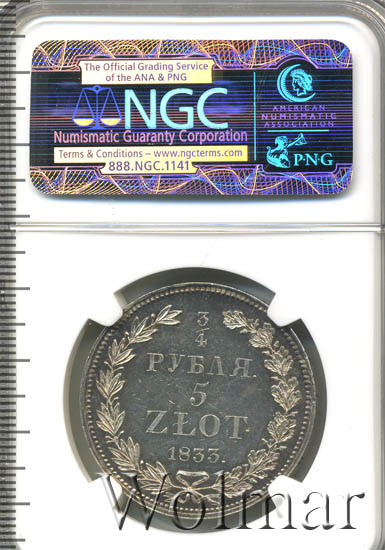 The Official Grading Service
of the ANA & PNG
NGC
Numismatic Guaranty Corporation
Terms & Conditions – www.ngcterms.com
888.NGC.1141
AMERICAN
NUMISMATIC
ASSOCIATION
P·N·G
3/4
РУБЛЯ.
5
ZŁOT.
1833.
Wolmar